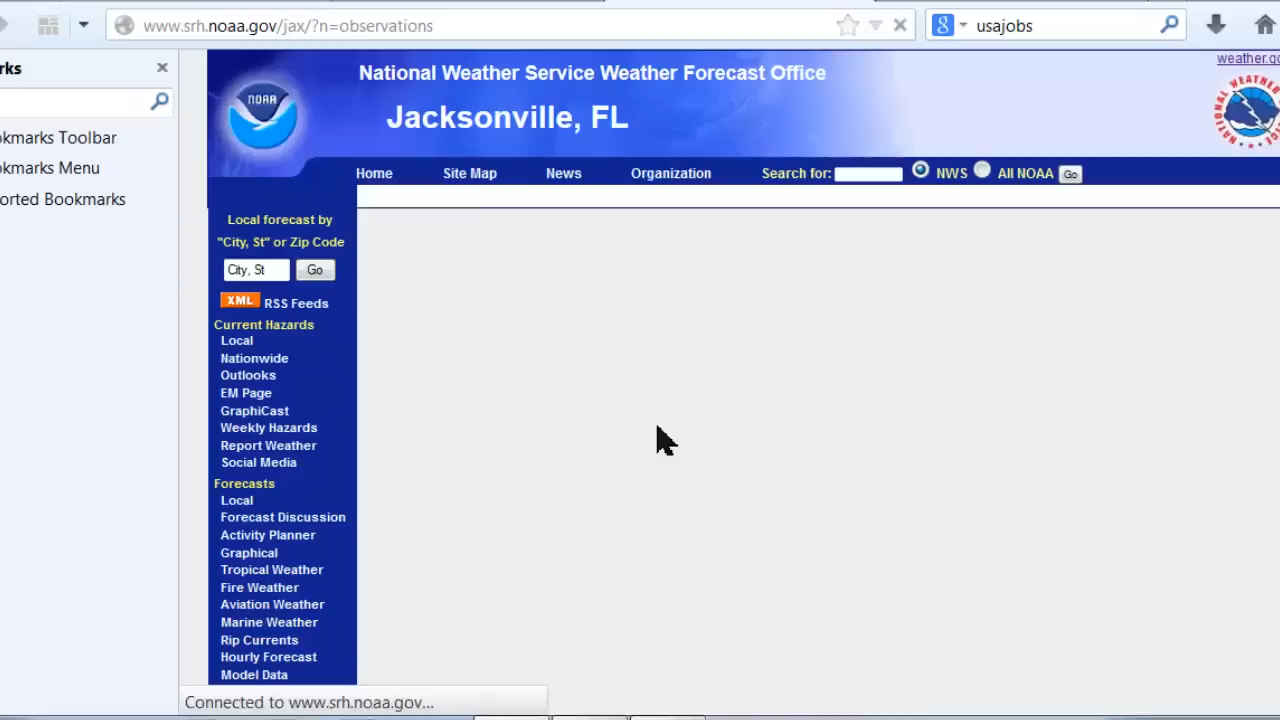 www.srh.noaa.gov/jax/?n=observations
usajobs
rks
okmarks Toolbar
okmarks Menu
orted Bookmarks
weather.go
NOAA
National Weather Service Weather Forecast Office
Jacksonville, FL
NATIONAL WEATHER
Home Site Map News Organization Search for: NWS All NOAA Go
Local forecast by
"City, St" or Zip Code
City, St Go
XML RSS Feeds
Current Hazards
Local
Nationwide
Outlooks
EM Page
GraphiCast
Weekly Hazards
Report Weather
Social Media
Forecasts
Local
Forecast Discussion
Activity Planner
Graphical
Tropical Weather
Fire Weather
Aviation Weather
Marine Weather
Rip Currents
Hourly Forecast
Model Data
Connected to www.srh.noaa.gov...